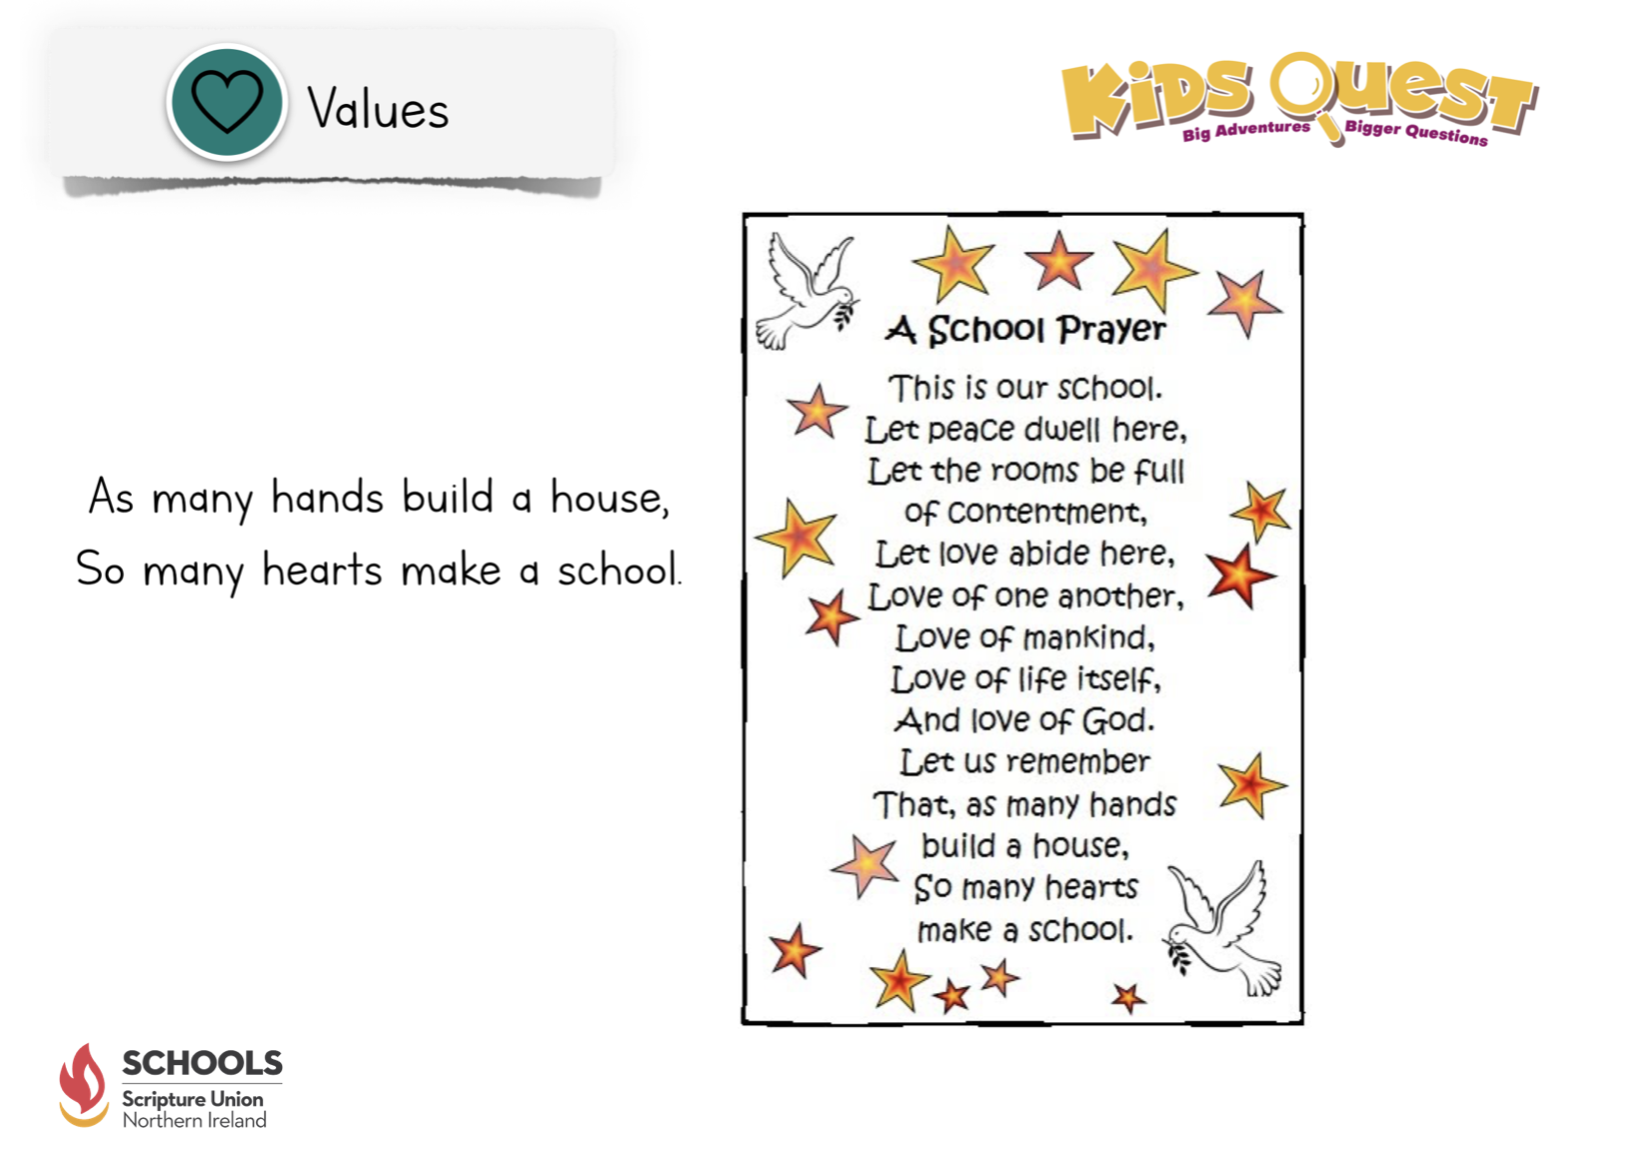 Values
KiDS QUEST
Big Adventures Bigger Questions
As many hands build a house,
So many hearts make a school.
A School Prayer
This is our school.
Let peace dwell here,
Let the rooms be full
of contentment,
Let love abide here,
Love of one another,
Love of mankind,
Love of life itself,
And love of God.
Let us remember
That, as many hands
build a house,
So many hearts
make a school.
SCHOOLS
Scripture Union
Northern Ireland